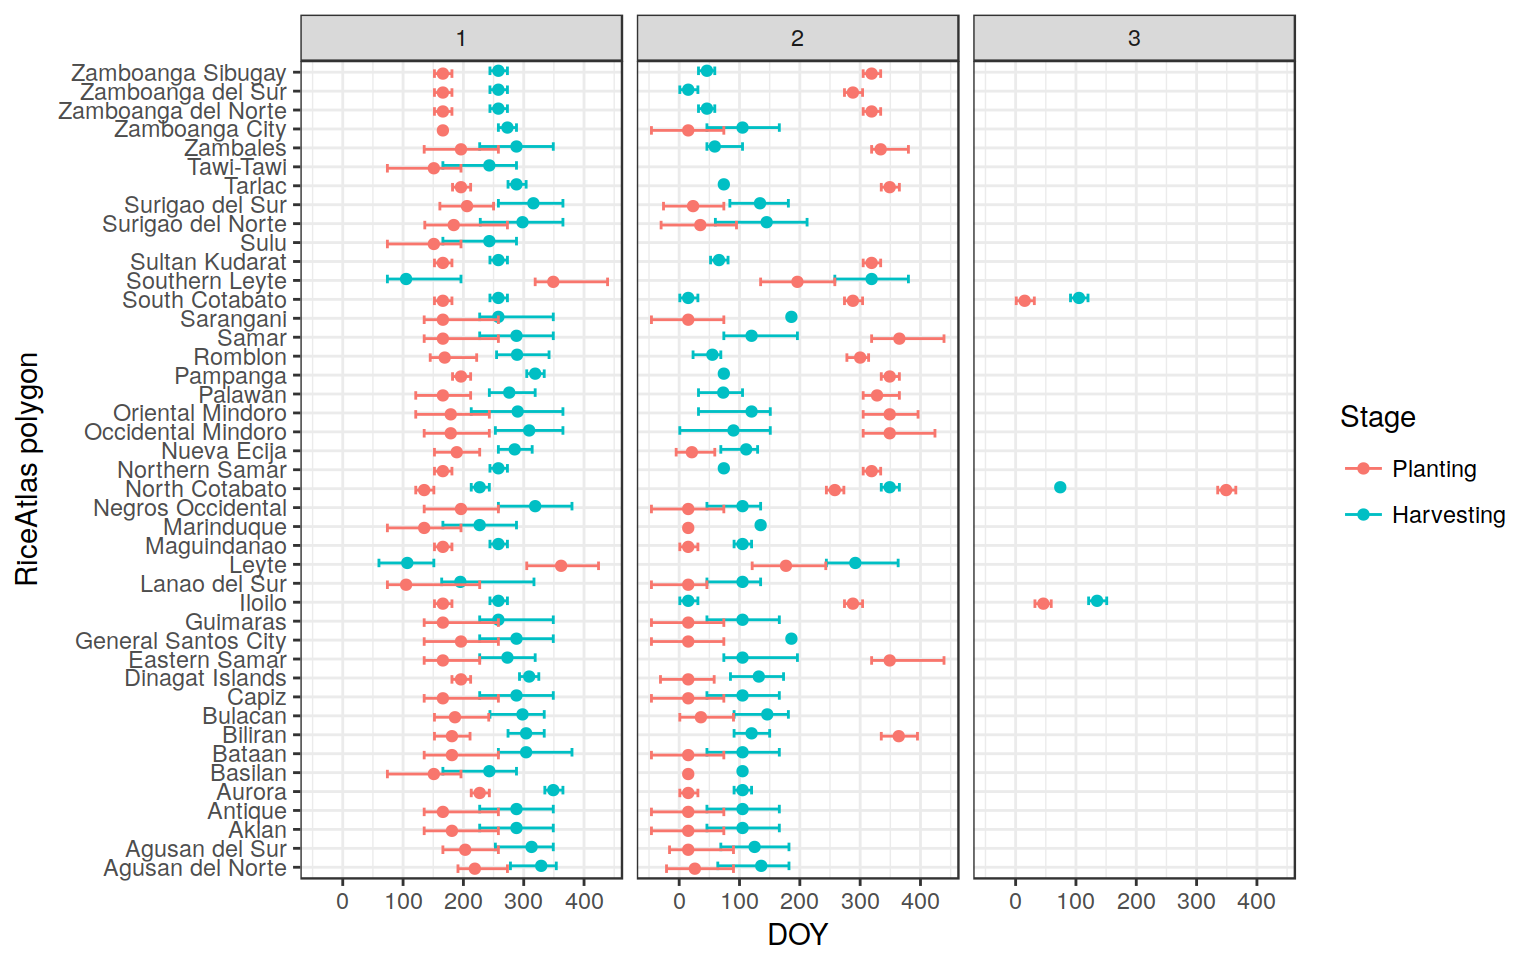 1 2 3
Zamboanga Sibugay
Zamboanga del Sur
Zamboanga del Norte
Zamboanga City
Zambales
Tawi-Tawi
Tarlac
Surigao del Sur
Surigao del Norte
Sulu
Sultan Kudarat
Southern Leyte
South Cotabato
Sarangani
Samar
Romblon
Pampanga
Palawan
Oriental Mindoro
Occidental Mindoro
Nueva Ecija
Northern Samar
North Cotabato
Negros Occidental
Marinduque
Maguindanao
Leyte
Lanao del Sur
Iloilo
Guimaras
General Santos City
Eastern Samar
Dinagat Islands
Capiz
Bulacan
Biliran
Bataan
Basilan
Aurora
Antique
Aklan
Agusan del Sur
Agusan del Norte
0 100 200 300 400 0 100 200 300 400 0 100 200 300 400
DOY
RiceAtlas polygon
Stage
Planting
Harvesting